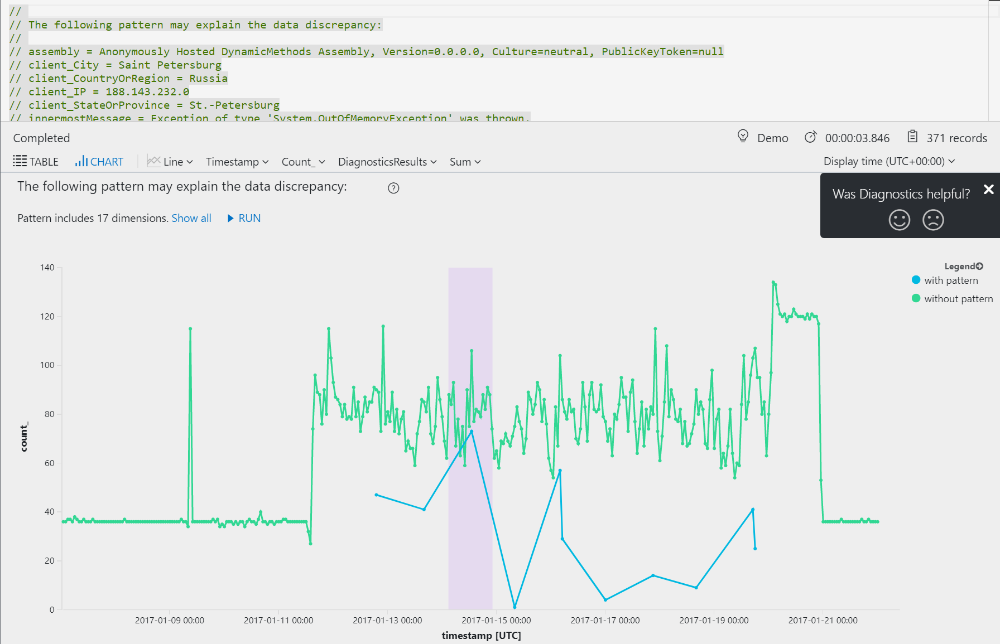 //
// The following pattern may explain the data discrepancy:
//
// assembly = Anonymously Hosted DynamicMethods Assembly, Version=0.0.0.0, Culture=neutral, PublicKeyToken=null
// client_City = Saint Petersburg
// client_CountryOrRegion = Russia
// client_IP = 188.143.232.0
// client_StateOrProvince = St.-Petersburg
// innermostMessage = Exception of type 'System.OutOfMemoryException' was thrown.
Completed Demo 00:00:03.846 371 records
TABLE CHART Line Timestamp Count_ DiagnosticsResults Sum Display time (UTC+00:00)
The following pattern may explain the data discrepancy: ?
Was Diagnostics helpful?
Pattern includes 17 dimensions. Show all RUN
Legend
with pattern
without pattern
140
120
100
80
60
40
20
0
count_
2017-01-09 00:00 2017-01-11 00:00 2017-01-13 00:00 2017-01-15 00:00 2017-01-17 00:00 2017-01-19 00:00 2017-01-21 00:00
timestamp [UTC]